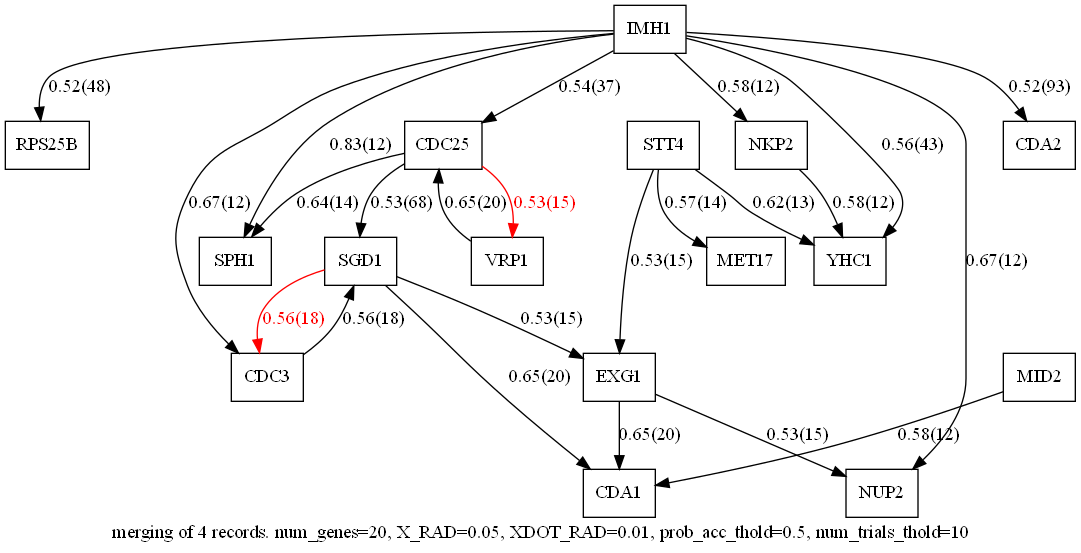 IMH1
0.52(48)
0.54(37)
0.58(12)
0.52(93)
RPS25B
0.83(12)
CDC25
STT4
NKP2
0.56(43)
CDA2
0.67(12)
0.64(14)
0.53(68)
0.65(20)
0.53(15)
0.57(14)
0.62(13)
0.58(12)
SPH1
SGD1
VRP1
0.53(15)
MET17
YHC1
0.67(12)
0.56(18)
0.56(18)
0.53(15)
CDC3
0.65(20)
EXG1
MID2
0.65(20)
0.53(15)
0.58(12)
CDA1
NUP2
merging of 4 records. num_genes=20, X_RAD=0.05, XDOT_RAD=0.01, prob_acc_thold=0.5, num_trials_thold=10